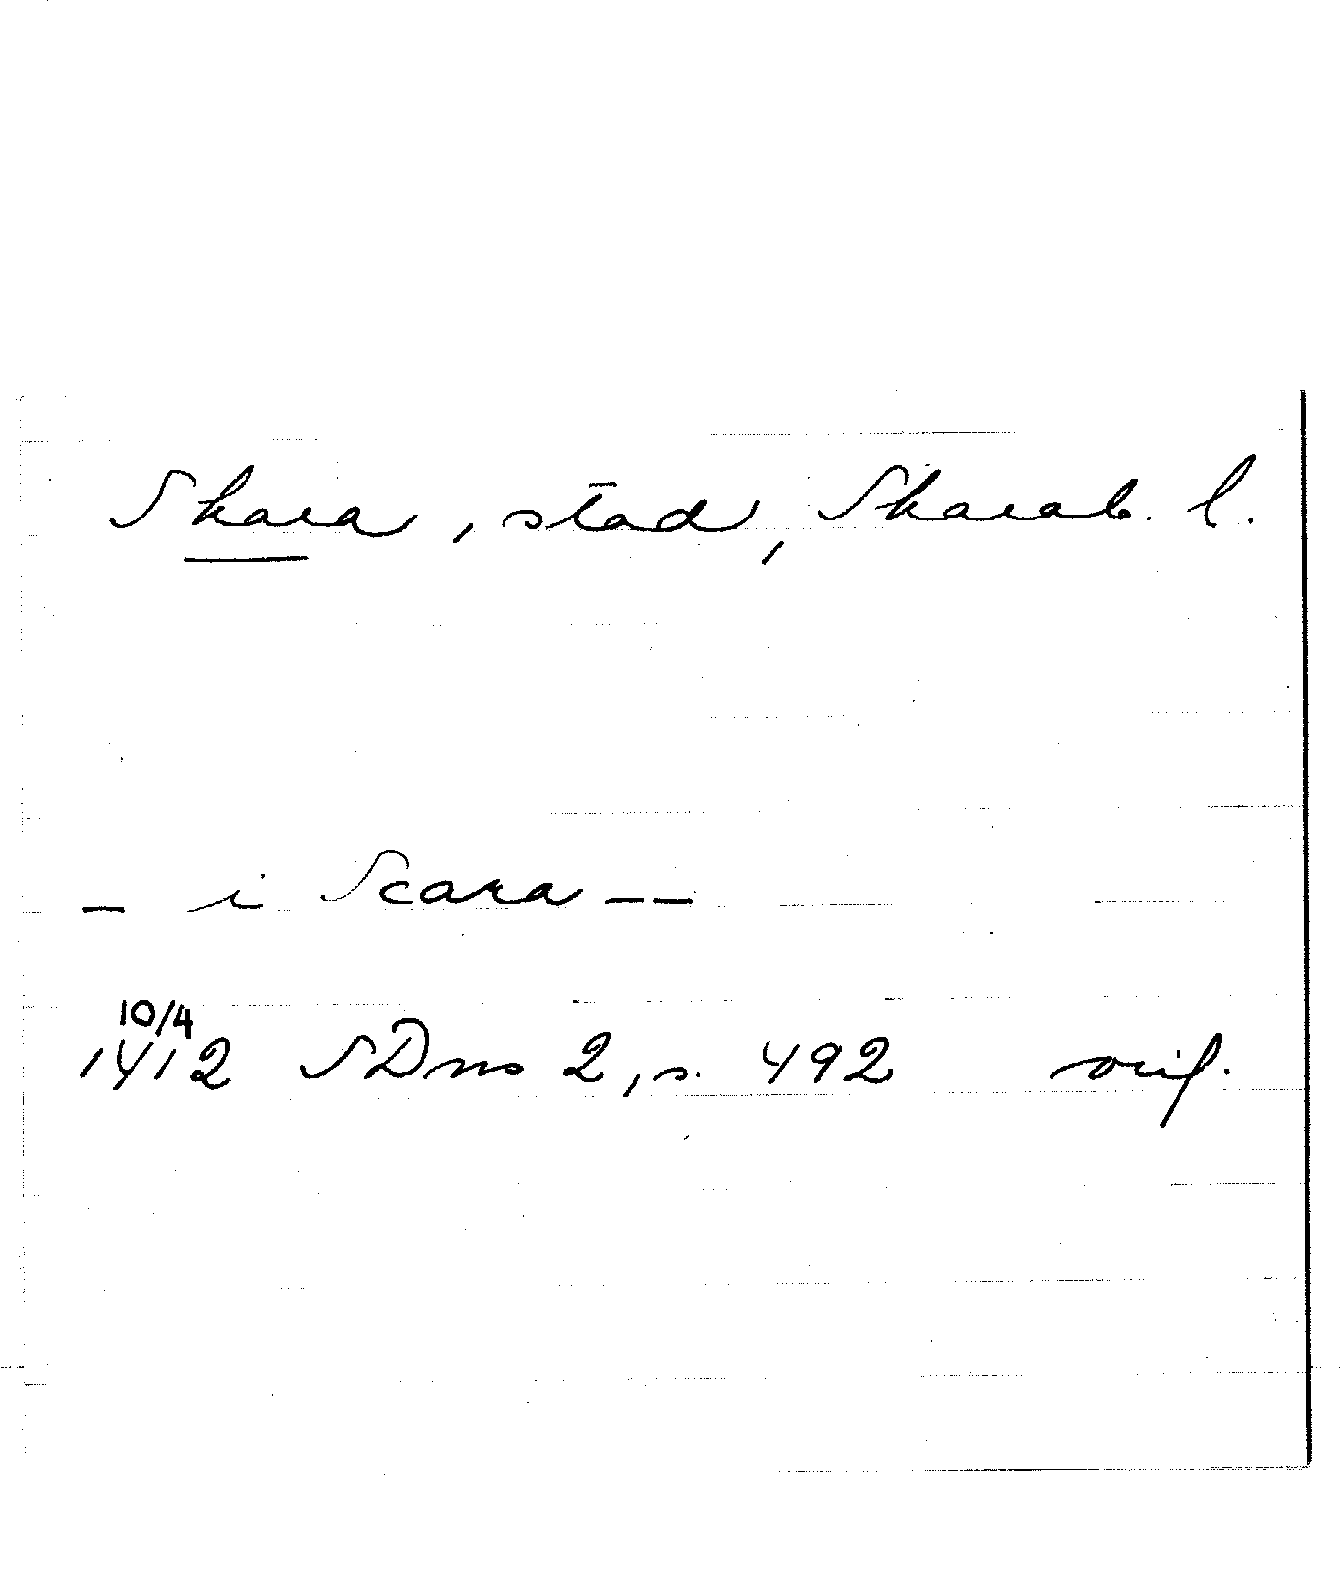 Skara, stad, Skarab. l.
– i Scara – –
10/4
1412 SDns 2, s. 492 orig.